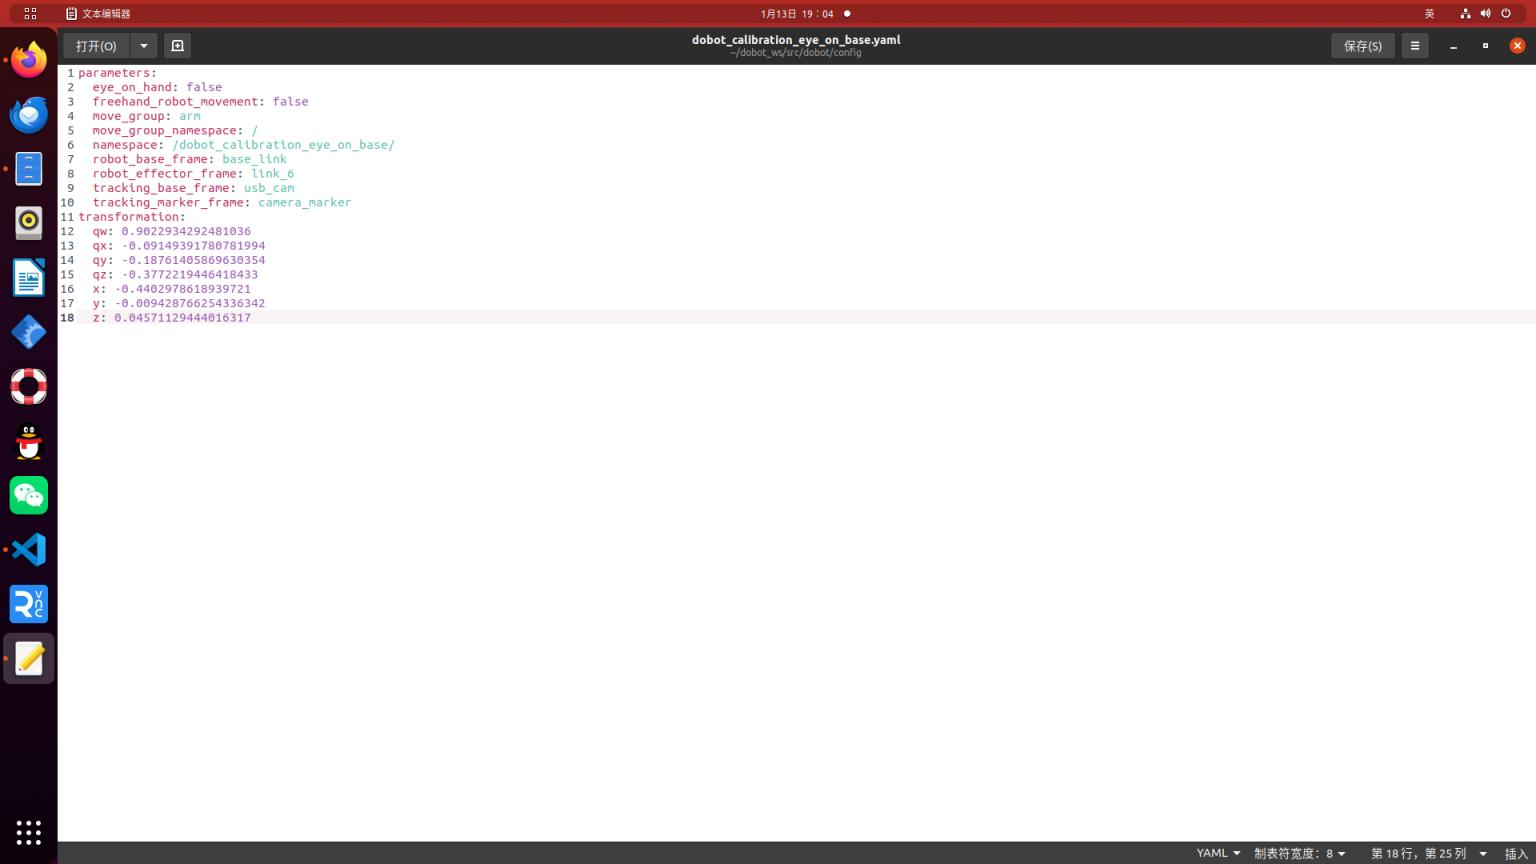 文本编辑器
1月13日 19：04
英
打开(O)
dobot_calibration_eye_on_base.yaml
~/dobot_ws/src/dobot/config
保存(S)
1 parameters:
2 eye_on_hand: false
3 freehand_robot_movement: false
4 move_group: arm
5 move_group_namespace: /
6 namespace: /dobot_calibration_eye_on_base/
7 robot_base_frame: base_link
8 robot_effector_frame: link_6
9 tracking_base_frame: usb_cam
10 tracking_marker_frame: camera_marker
11 transformation:
12 qw: 0.9022934292481036
13 qx: -0.09149391780781994
14 qy: -0.18761405869630354
15 qz: -0.3772219446418433
16 x: -0.4402978618939721
17 y: -0.009428766254336342
18 z: 0.04571129444016317
R VNC
YAML 制表符宽度：8 第 18 行，第 25 列 插入